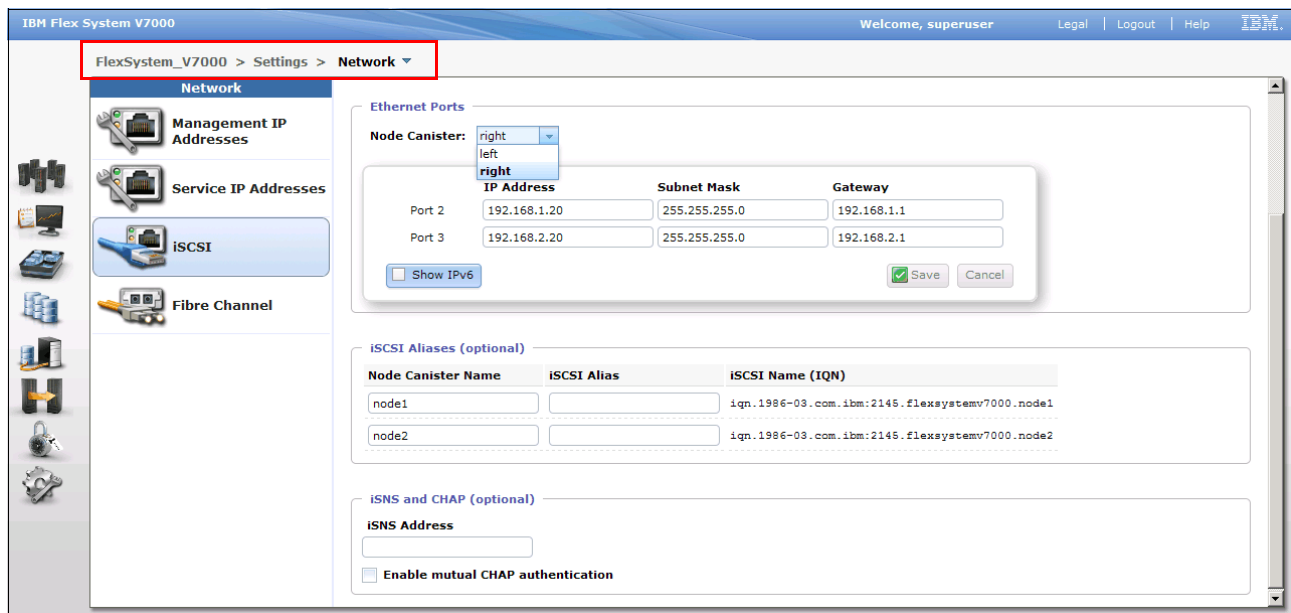 IBM Flex System V7000 Welcome, superuser Legal | Logout | Help IBM.
FlexSystem_V7000 > Settings > Network
Network
Management IP
Addresses
Service IP Addresses
iSCSI
Fibre Channel
Ethernet Ports
Node Canister: right
left
right
IP Address Subnet Mask Gateway
Port 2 192.168.1.20 255.255.255.0 192.168.1.1
Port 3 192.168.2.20 255.255.255.0 192.168.2.1
Show IPv6 Save Cancel
iSCSI Aliases (optional)
Node Canister Name iSCSI Alias iSCSI Name (IQN)
node1 iqn.1986-03.com.ibm:2145.flexsystemv7000.node1
node2 iqn.1986-03.com.ibm:2145.flexsystemv7000.node2
iSNS and CHAP (optional)
iSNS Address
Enable mutual CHAP authentication